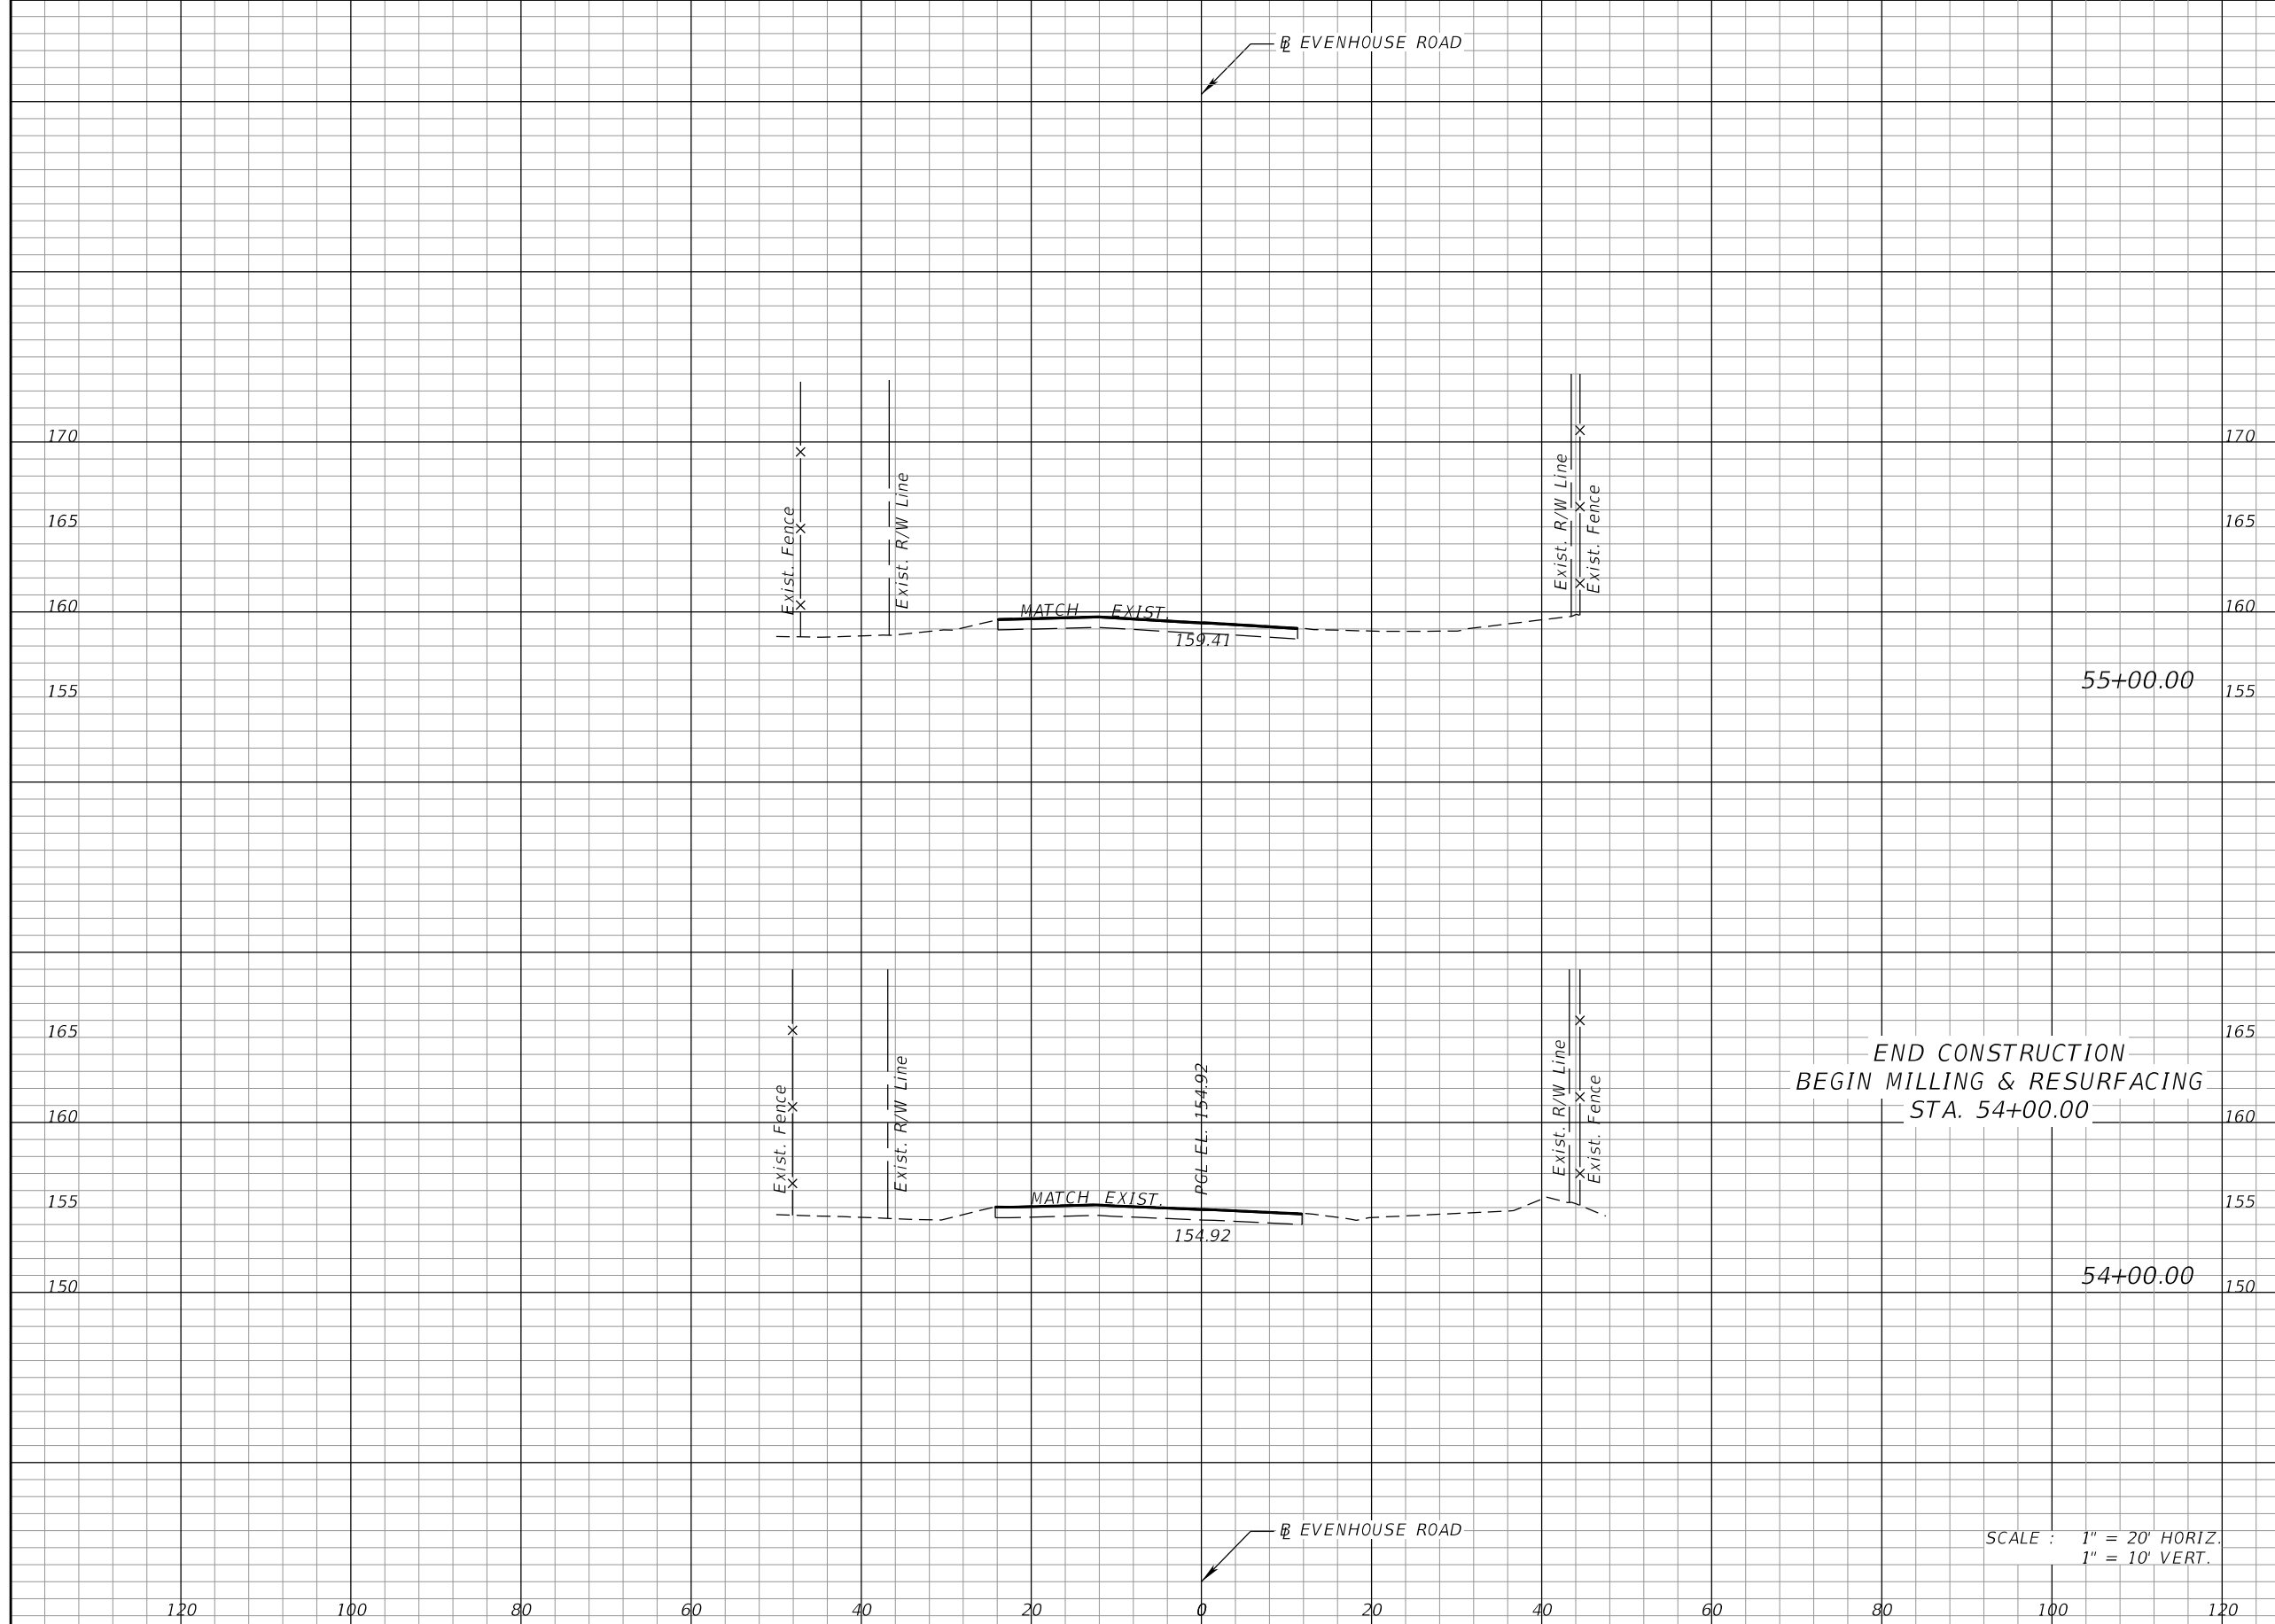 ℄ EVENHOUSE ROAD
170
170
165
165
160
160
155
155
Exist. Fence
Exist. R/W Line
Exist. R/W Line
Exist. Fence
MATCH EXIST.
159.41
55+00.00
165
165
160
160
155
155
150
150
Exist. Fence
Exist. R/W Line
PGL EL. 154.92
Exist. R/W Line
Exist. Fence
MATCH EXIST.
154.92
END CONSTRUCTION
BEGIN MILLING & RESURFACING
STA. 54+00.00
54+00.00
BL EVENHOUSE ROAD
SCALE : 1" = 20' HORIZ.
1" = 10' VERT.
120 100 80 60 40 20 0 20 40 60 80 100 120